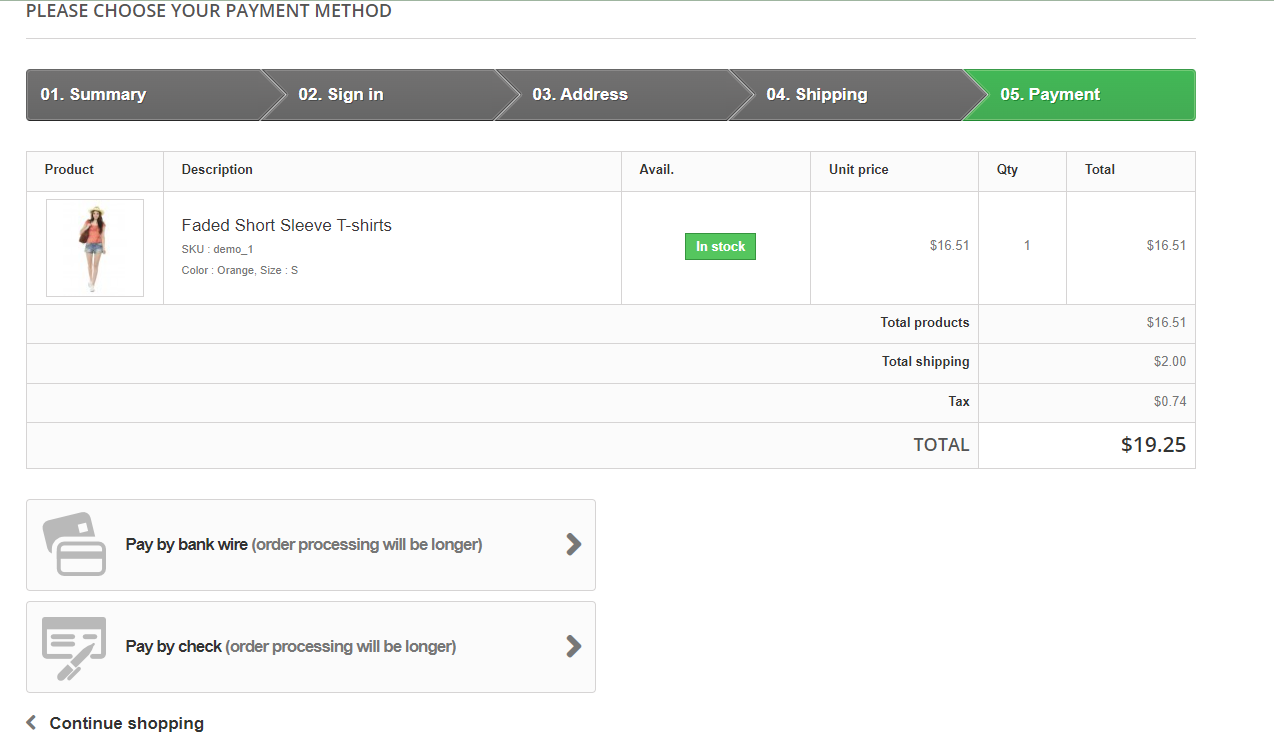 PLEASE CHOOSE YOUR PAYMENT METHOD
01. Summary 02. Sign in 03. Address 04. Shipping 05. Payment
Product Description Avail. Unit price Qty Total
Faded Short Sleeve T-shirts
SKU : demo_1
Color : Orange, Size : S
In stock
$16.51 1 $16.51
Total products $16.51
Total shipping $2.00
Tax $0.74
TOTAL $19.25
Pay by bank wire (order processing will be longer)
Pay by check (order processing will be longer)
Continue shopping